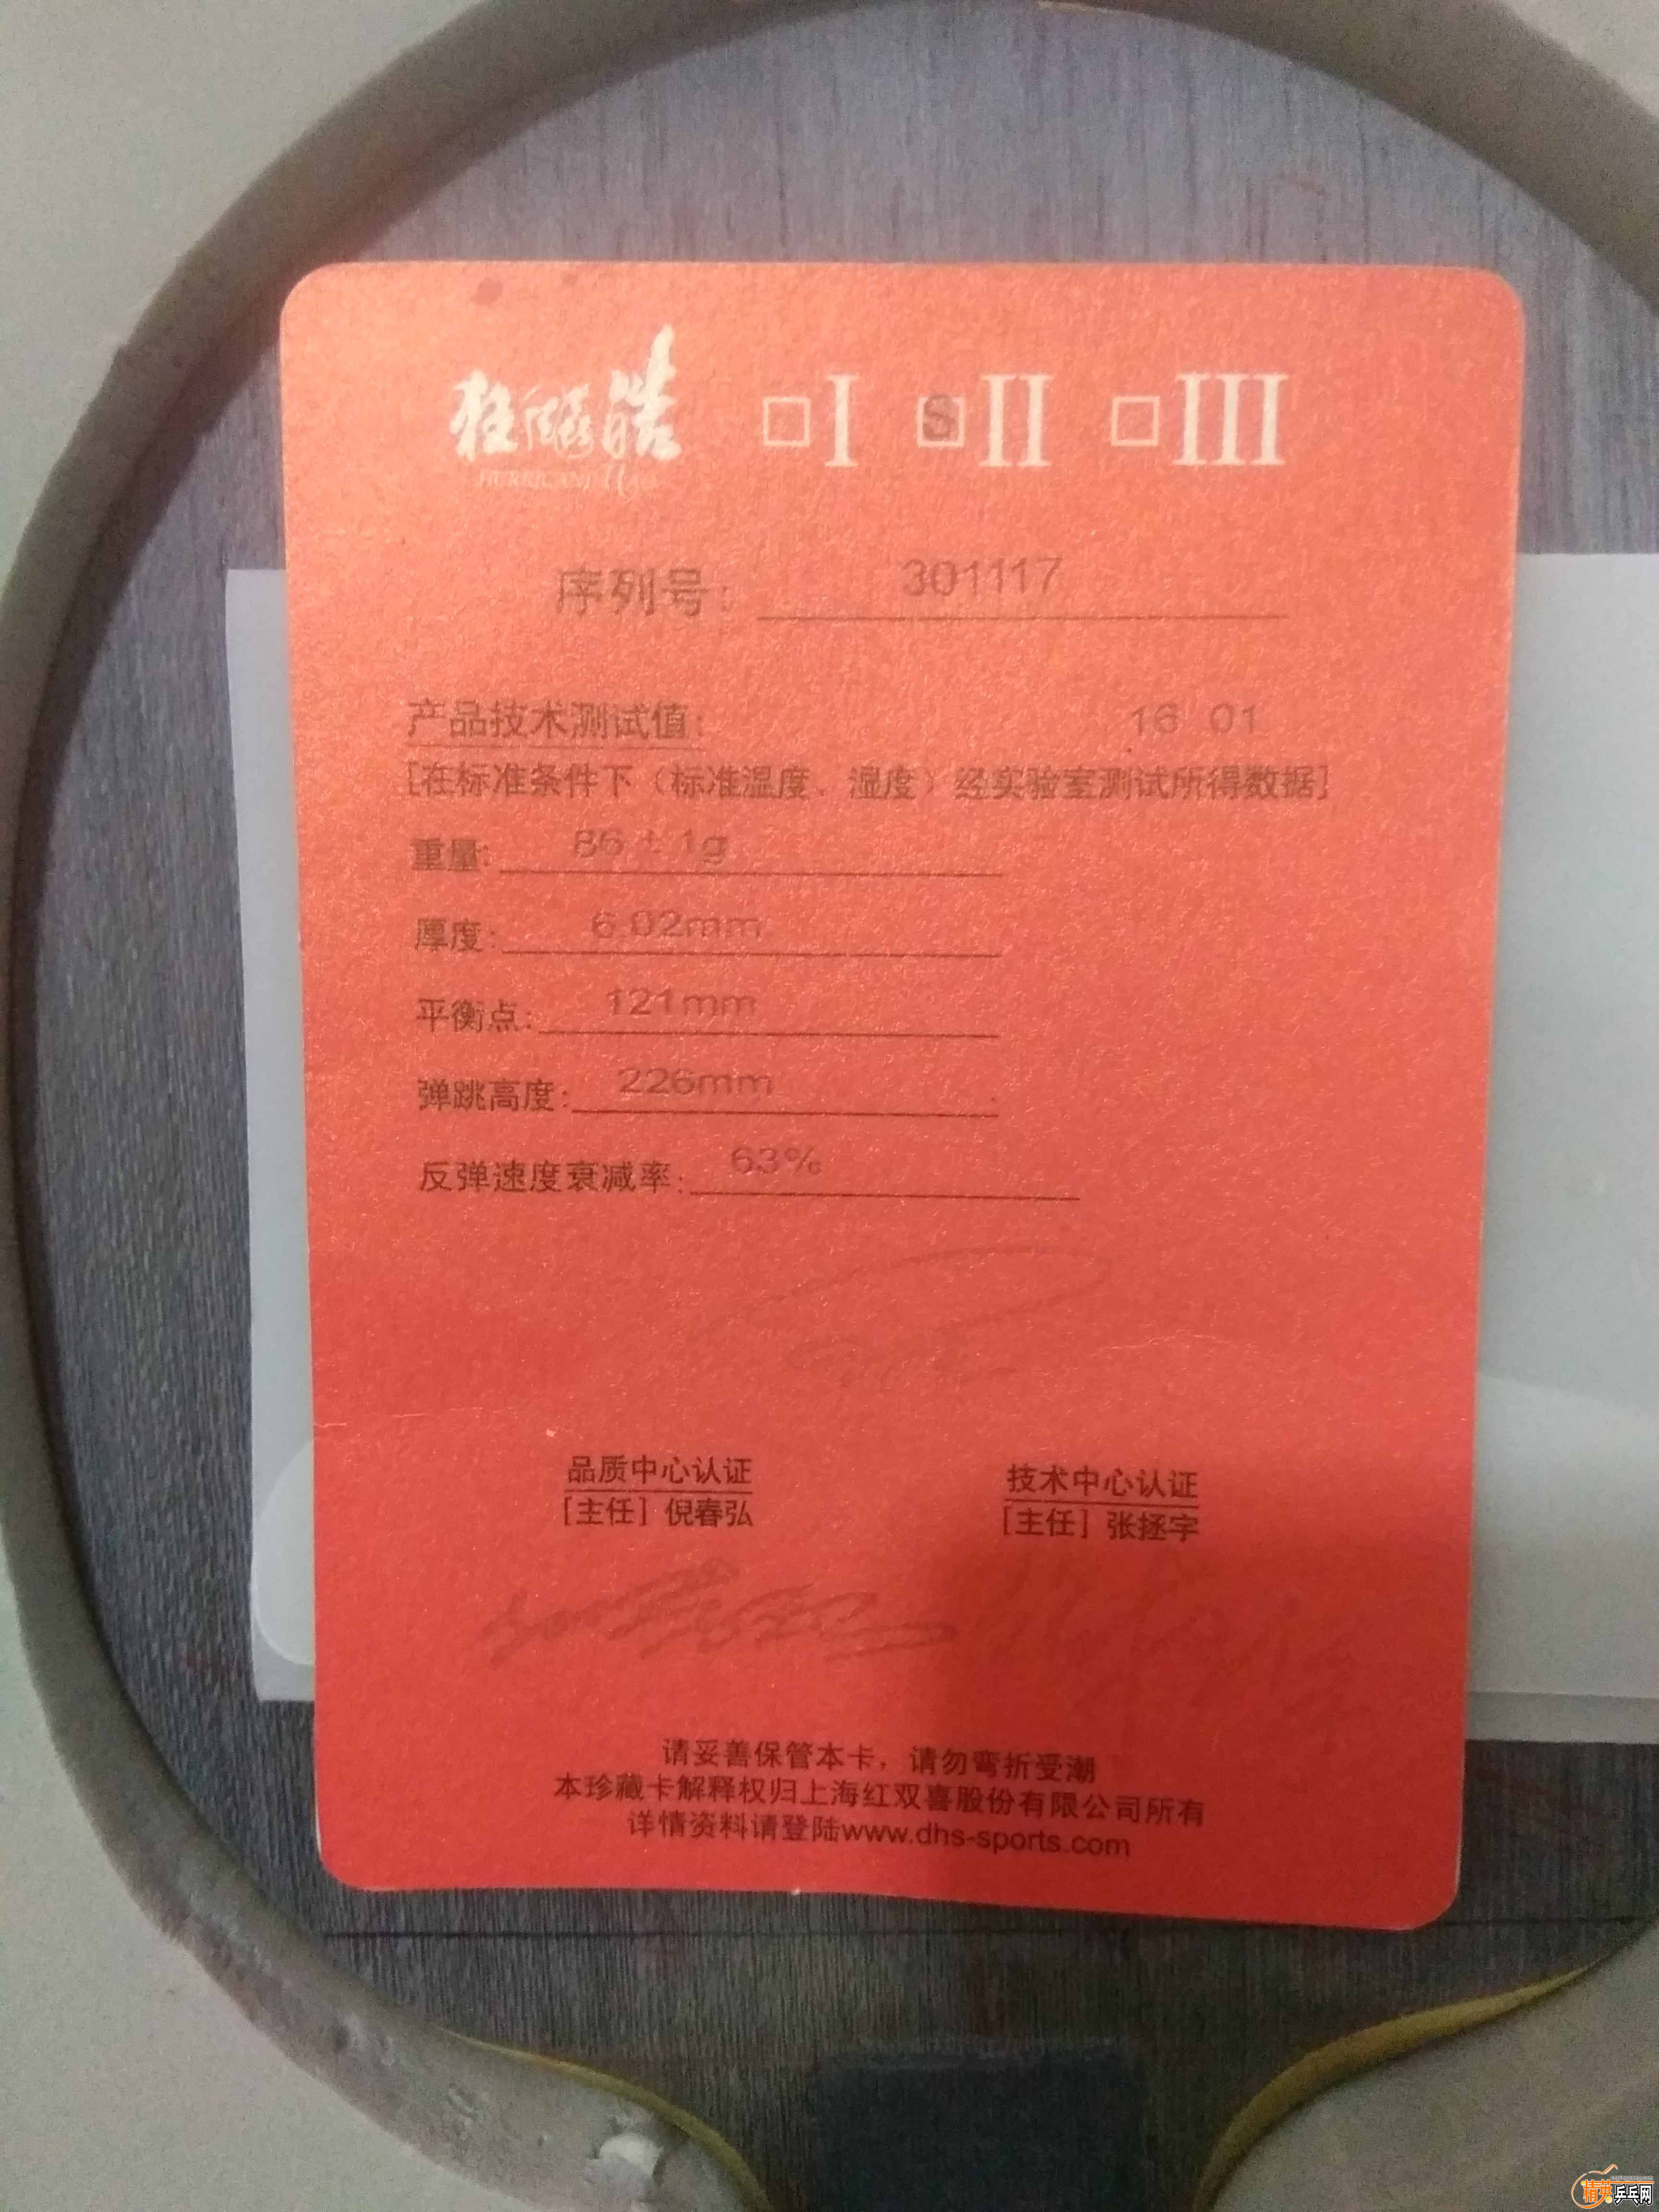 狂飚皓 □I □S II □III
HURRICANE HAO
序列号: 301117
产品技术测试值: 16 01
[在标准条件下（标准温度、湿度）经实验室测试所得数据]
重量: 86±1g
厚度: 6.02mm
平衡点: 121mm
弹跳高度: 226mm
反弹速度衰减率: 63%
品质中心认证 技术中心认证
[主任] 倪春弘 [主任] 张拯宇
请妥善保管本卡，请勿弯折受潮
本珍藏卡解释权归上海红双喜股份有限公司所有
详情资料请登陆www.dhs-sports.com
精英乒乓网